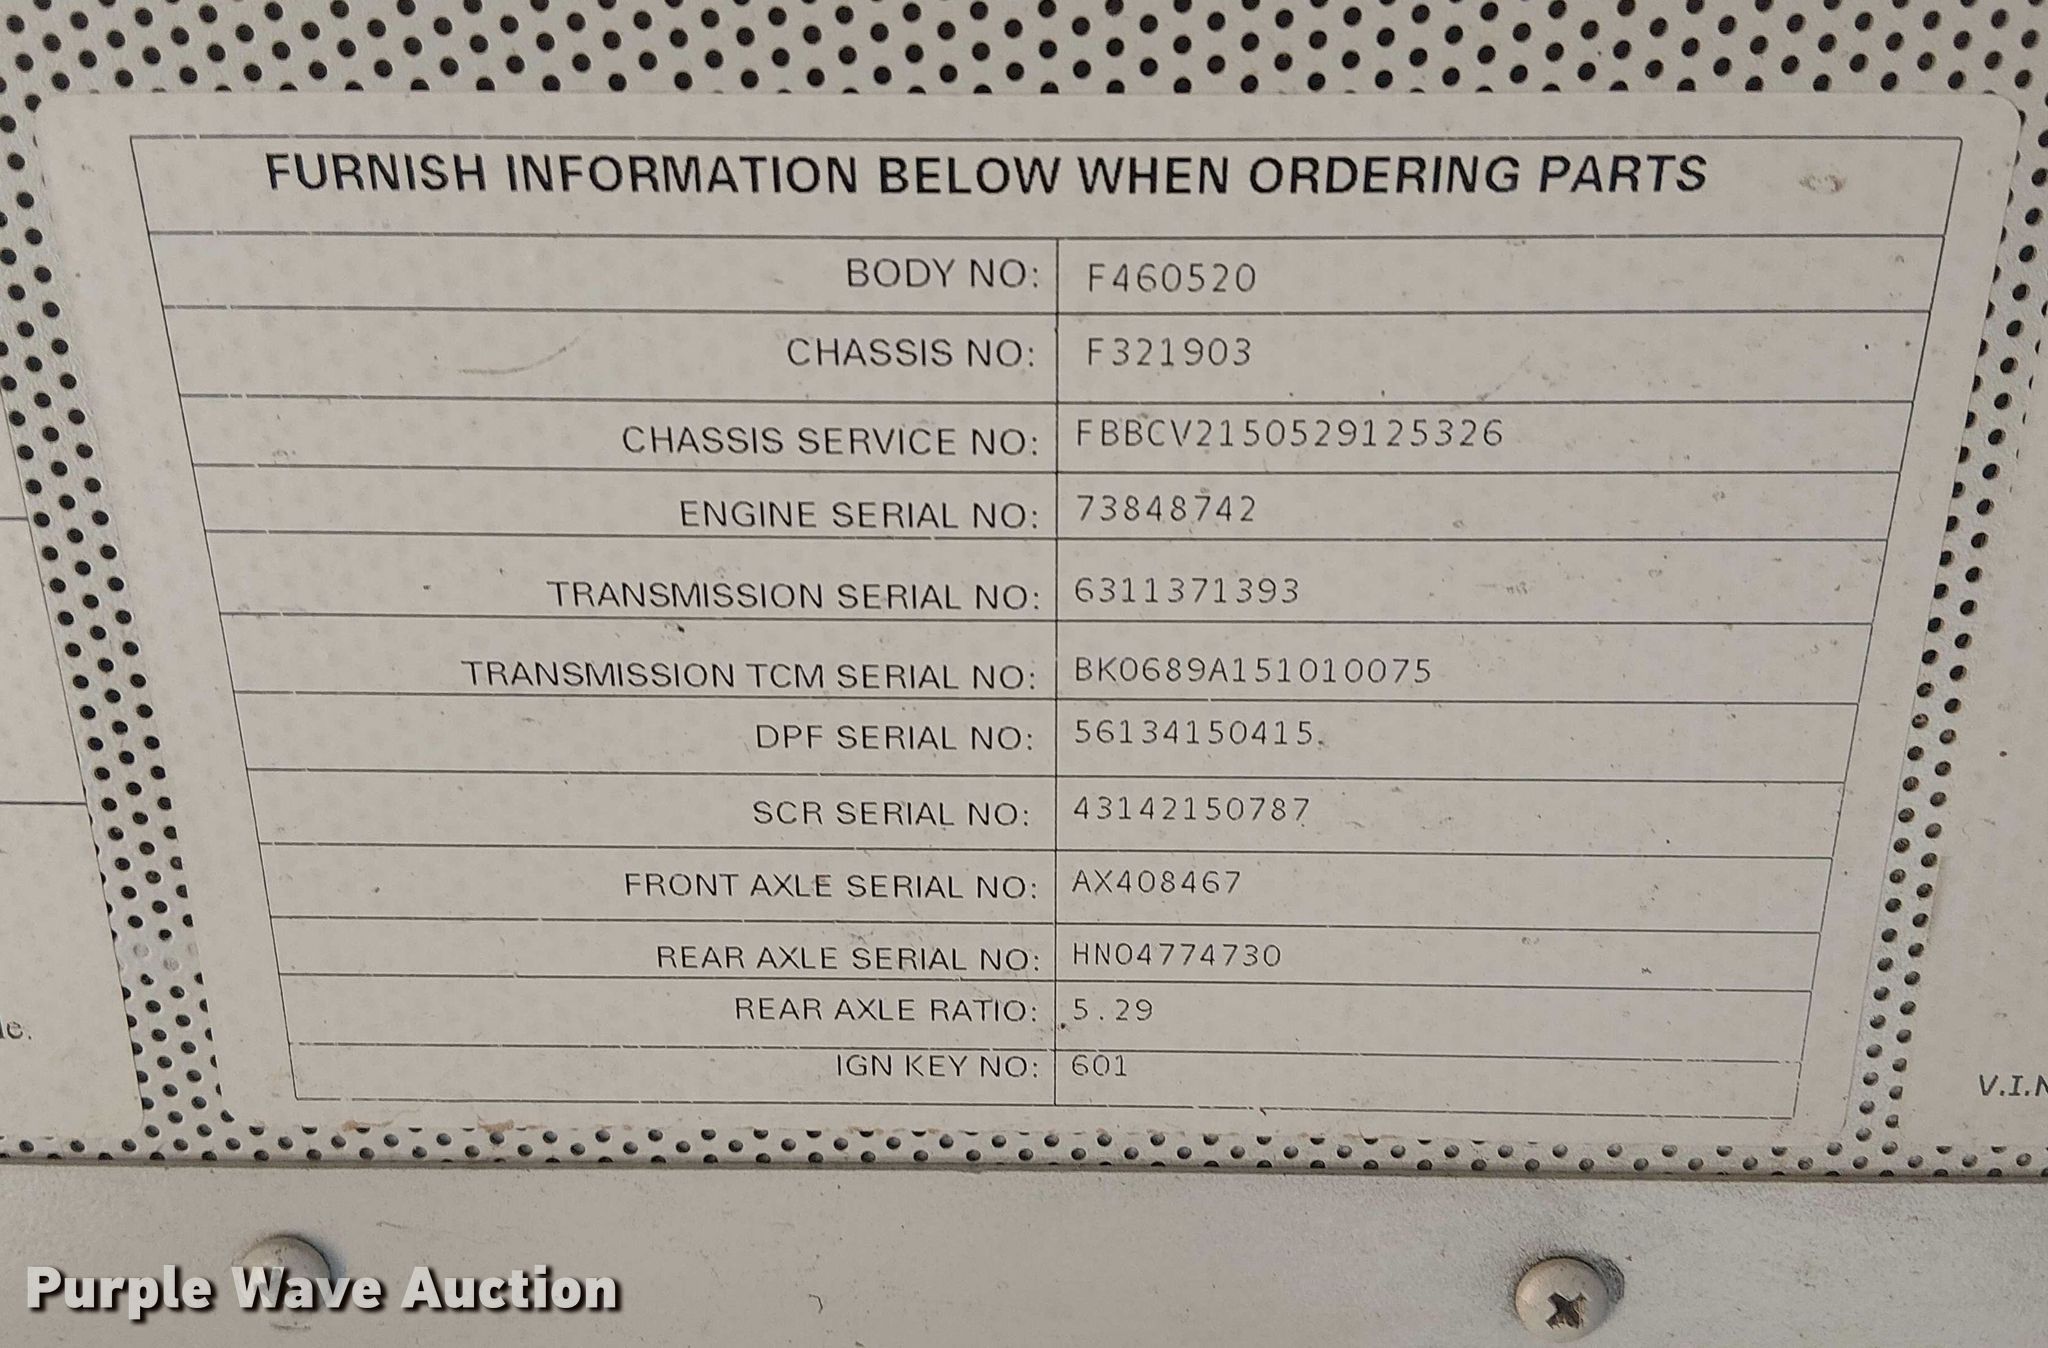 FURNISH INFORMATION BELOW WHEN ORDERING PARTS
BODY NO: F460520
CHASSIS NO: F321903
CHASSIS SERVICE NO: FBBCV2150529125326
ENGINE SERIAL NO: 73848742
TRANSMISSION SERIAL NO: 6311371393
TRANSMISSION TCM SERIAL NO: BK0689A151010075
DPF SERIAL NO: 56134150415.
SCR SERIAL NO: 43142150787
FRONT AXLE SERIAL NO: AX408467
REAR AXLE SERIAL NO: HN04774730
REAR AXLE RATIO: 5.29
IGN KEY NO: 601
le.
V.I.N
Purple Wave Auction